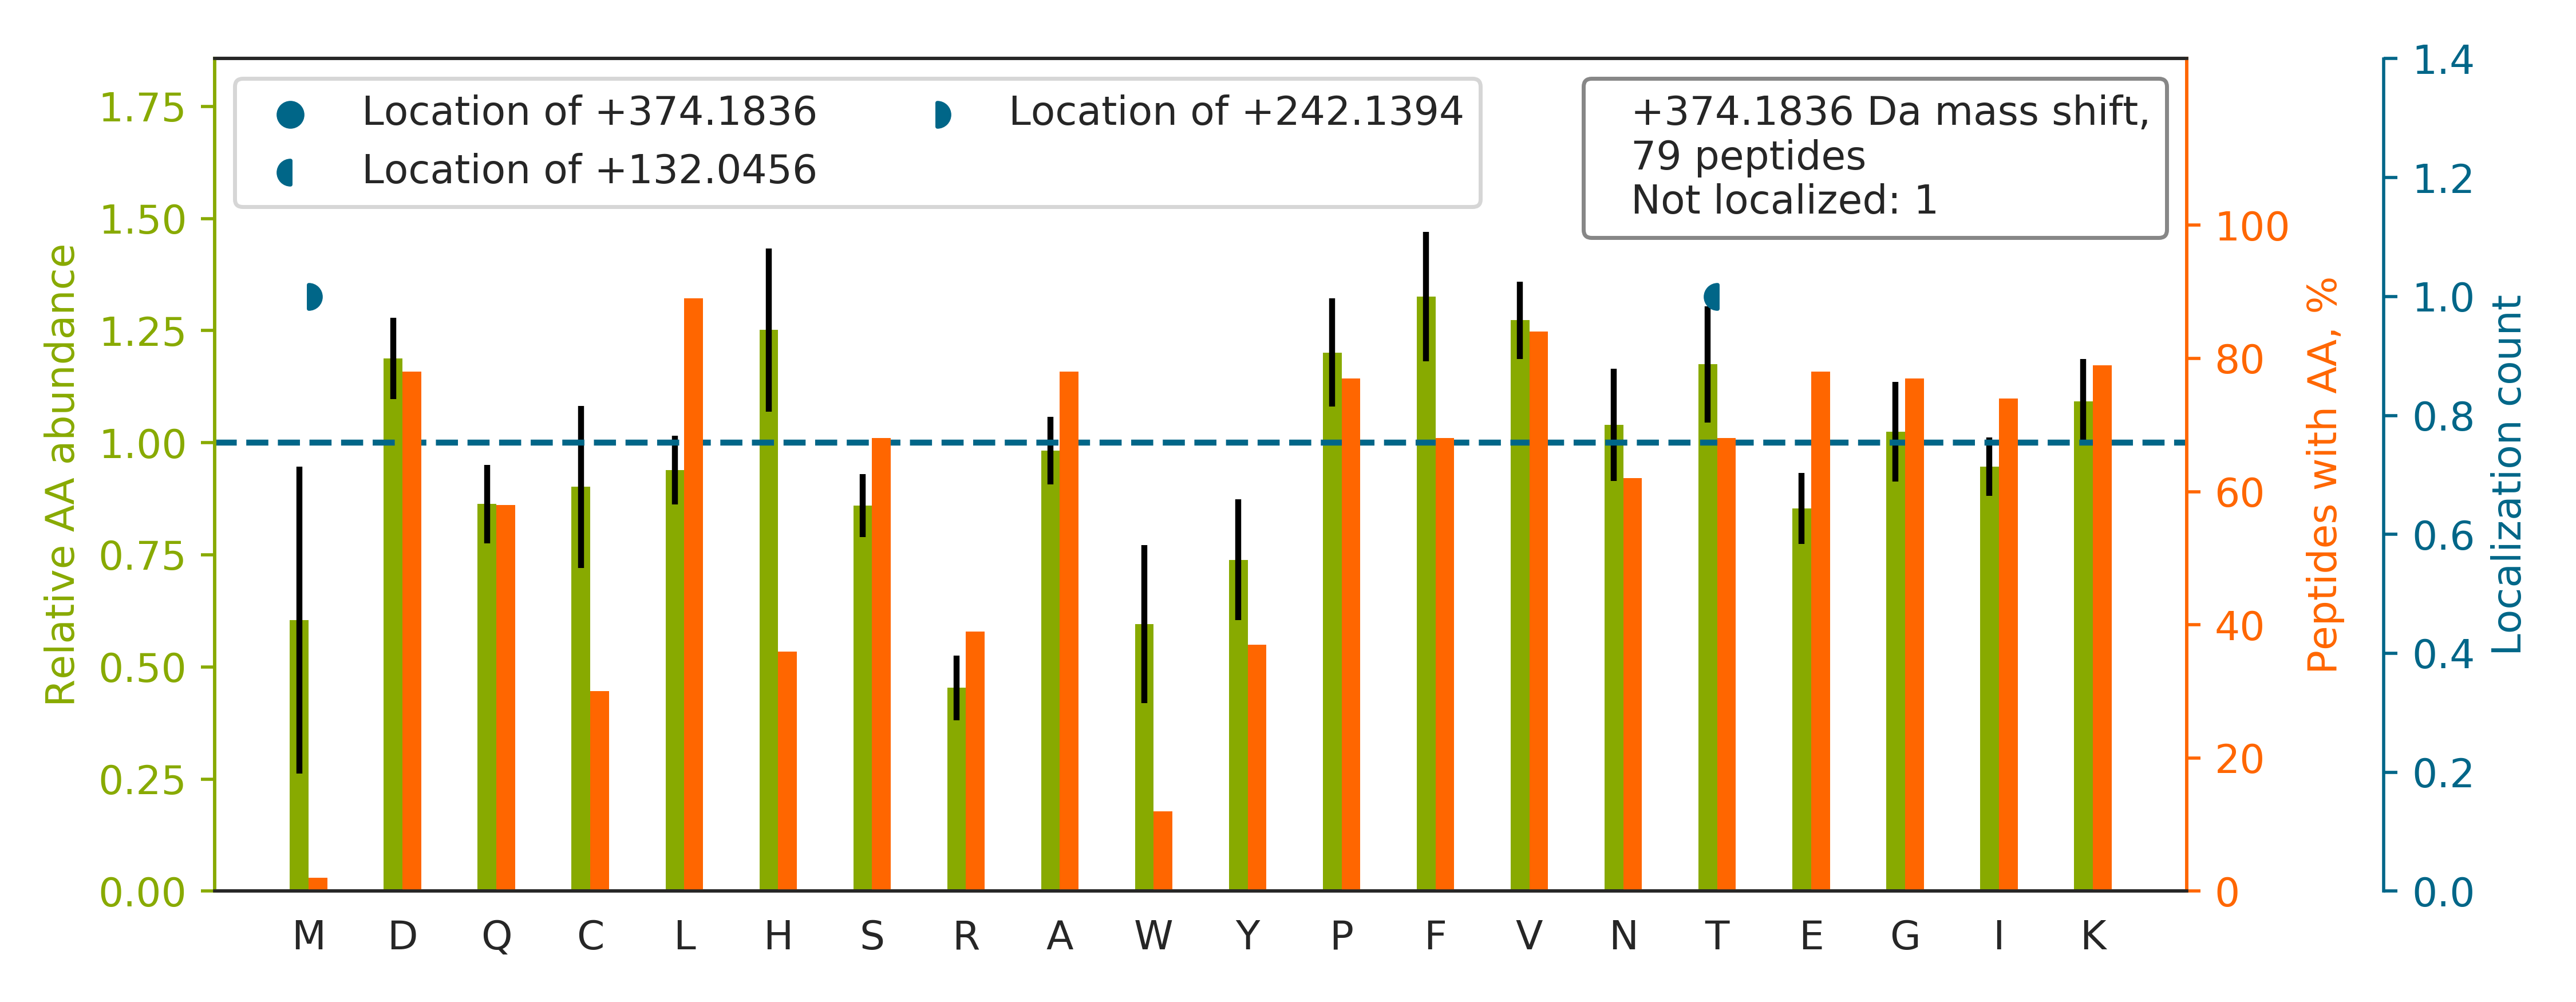 Relative AA abundance
1.75
1.50
1.25
1.00
0.75
0.50
0.25
0.00
Location of +374.1836
Location of +132.0456
Location of +242.1394
+374.1836 Da mass shift,
79 peptides
Not localized: 1
M D Q C L H S R A W Y P F V N T E G I K
100
80
60
40
20
0
Peptides with AA, %
1.4
1.2
1.0
0.8
0.6
0.4
0.2
0.0
Localization count